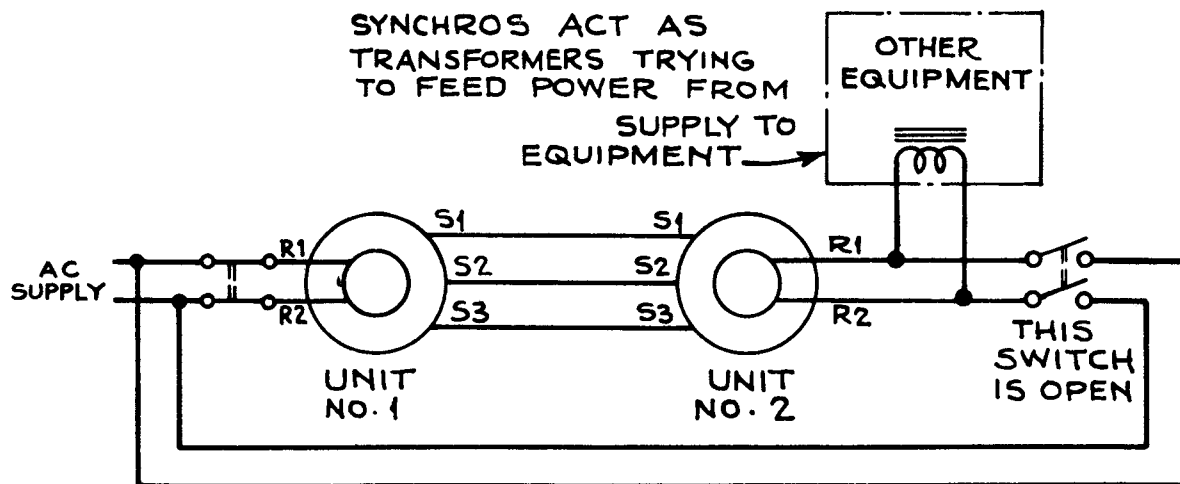 SYNCHROS ACT AS
TRANSFORMERS TRYING
TO FEED POWER FROM
SUPPLY TO
EQUIPMENT
OTHER
EQUIPMENT
AC
SUPPLY
R1
R2
S1
S2
S3
S1
S2
S3
R1
R2
UNIT
NO. 1
UNIT
NO. 2
THIS
SWITCH
IS OPEN